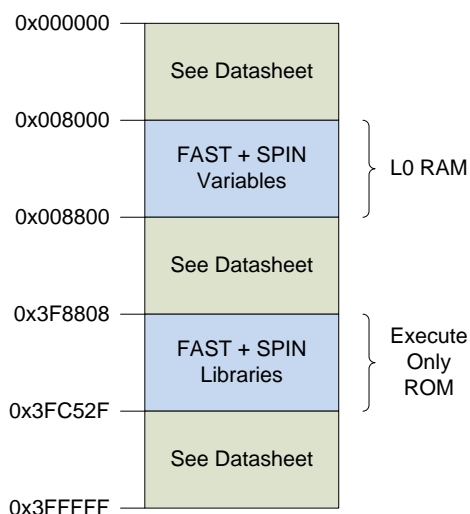 0x000000
See Datasheet
0x008000
FAST + SPIN
Variables
L0 RAM
0x008800
See Datasheet
0x3F8808
FAST + SPIN
Libraries
Execute
Only
ROM
0x3FC52F
See Datasheet
0x3FFFFF